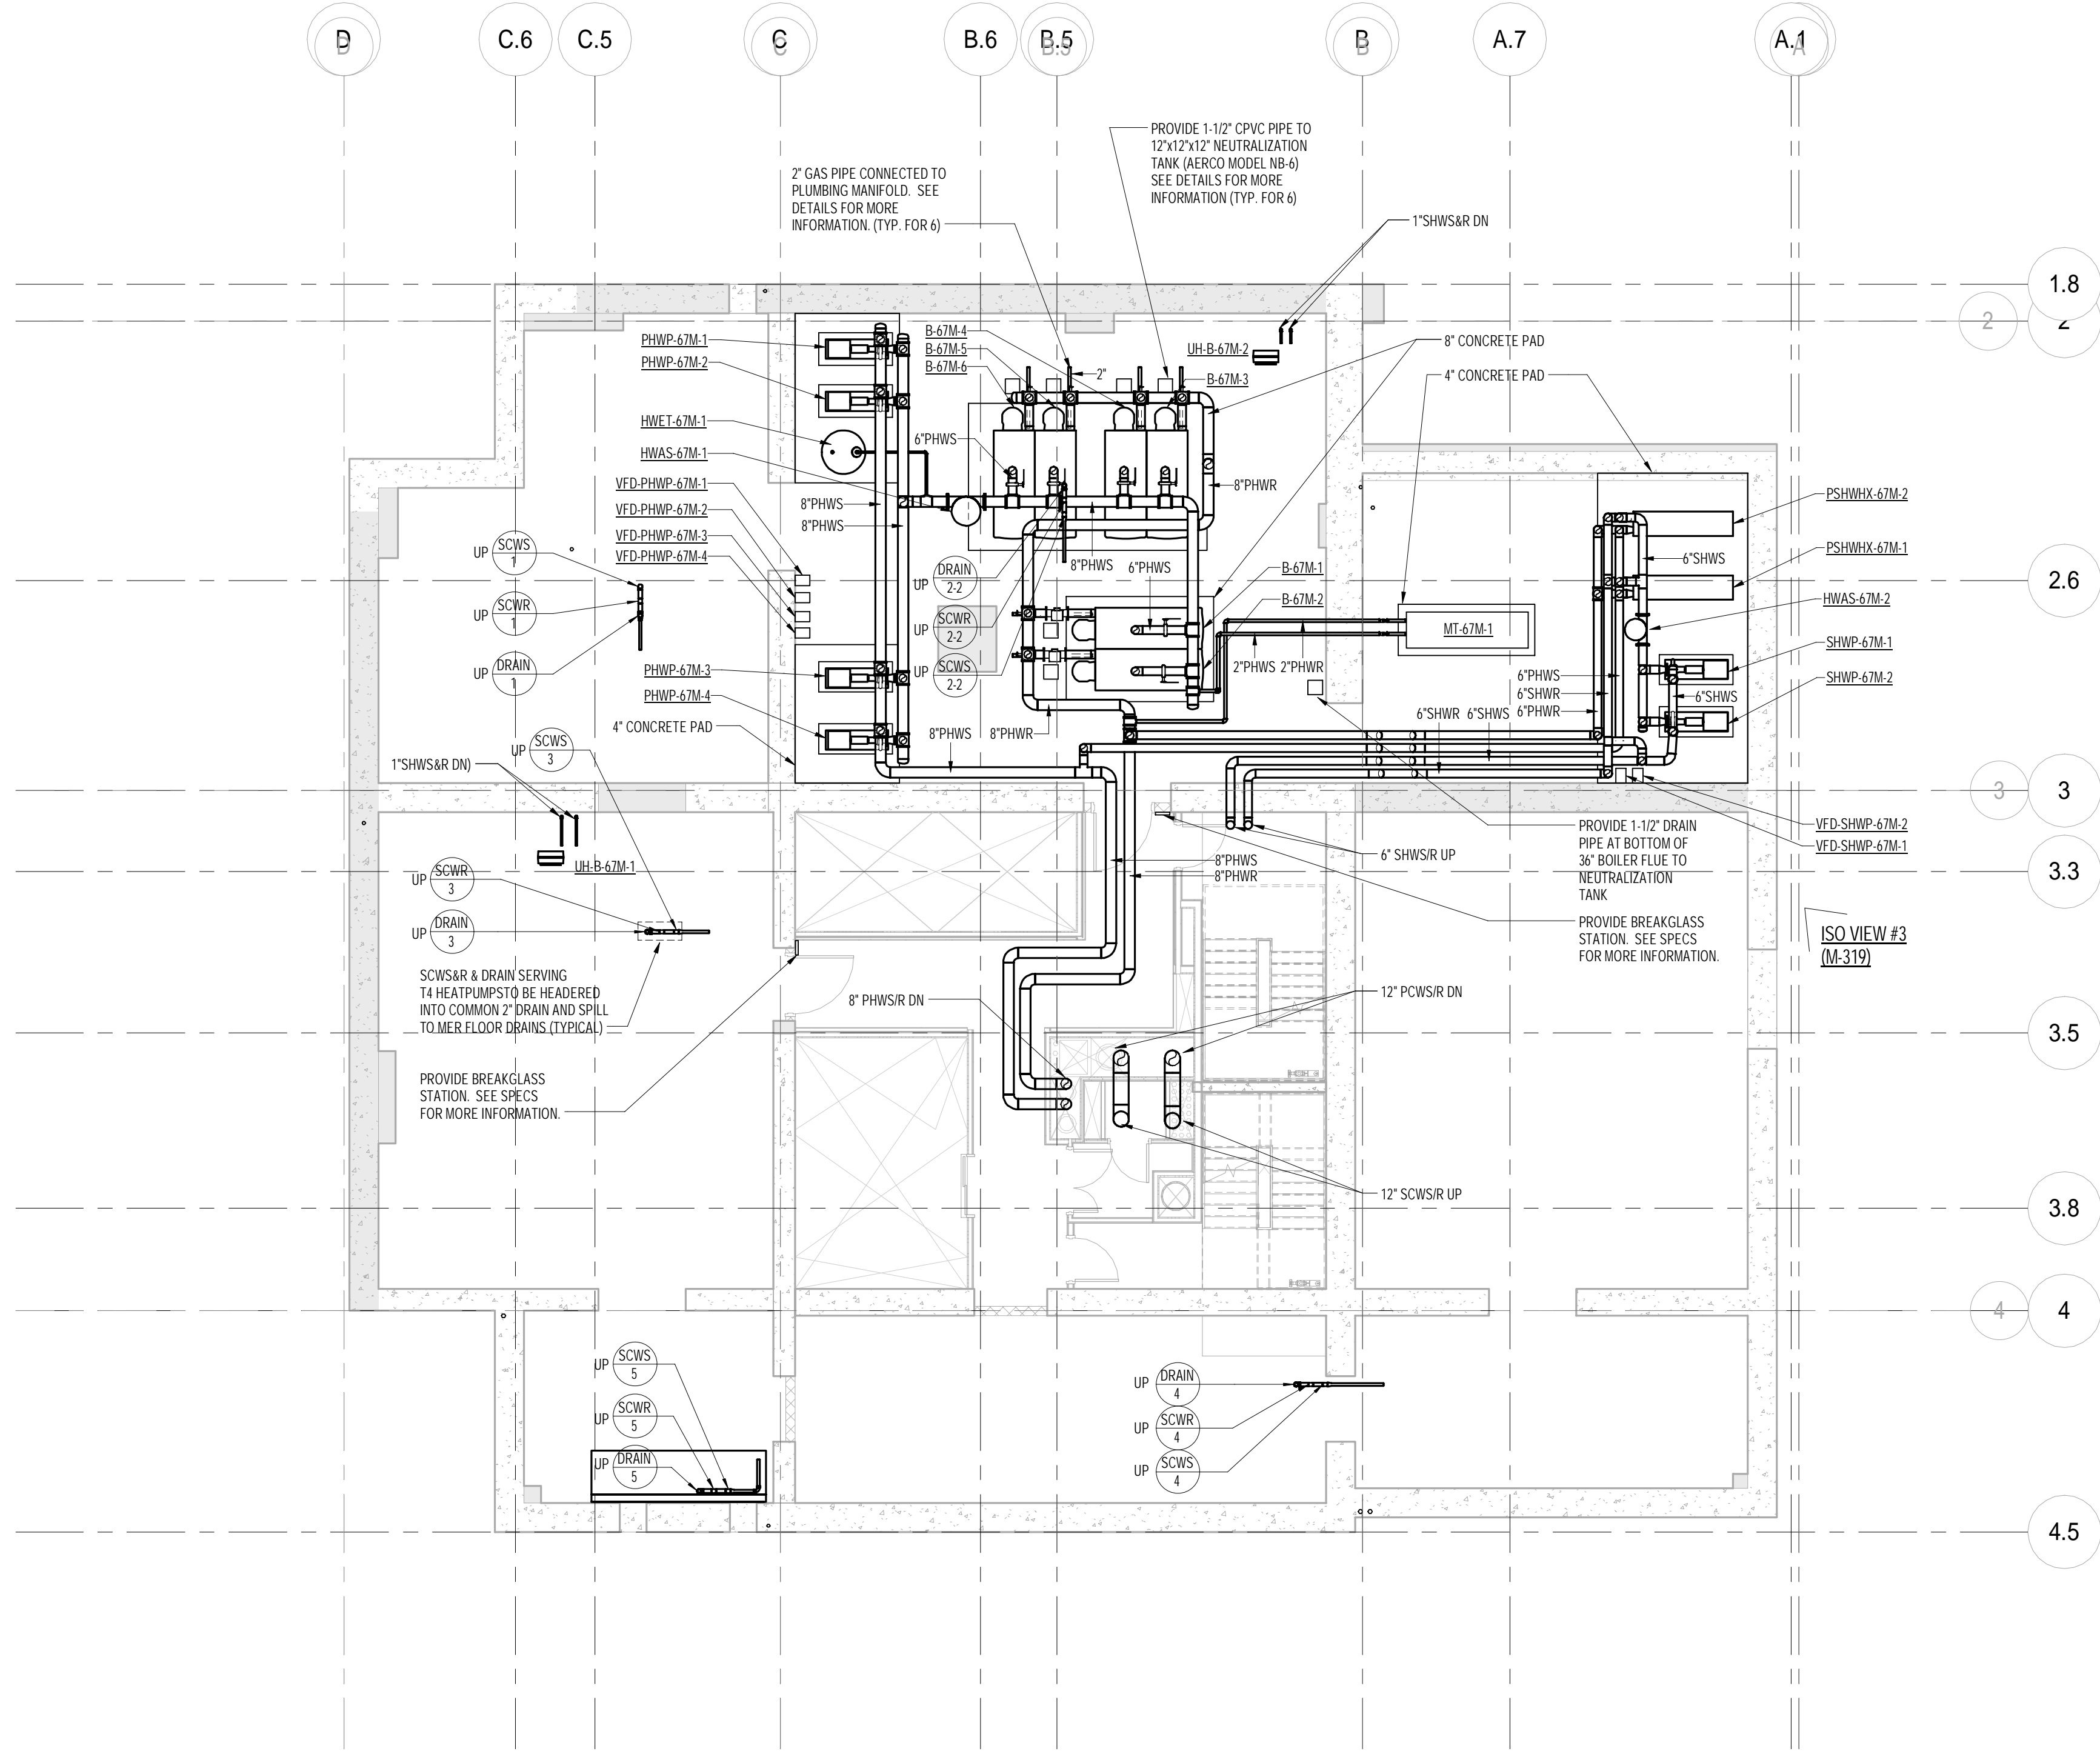 D
D
C.6
C.5
C
C
B.6
B.5
B.5
B
B
A.7
A.1
A
PROVIDE 1-1/2" CPVC PIPE TO
12"x12"x12" NEUTRALIZATION
TANK (AERCO MODEL NB-6)
SEE DETAILS FOR MORE
INFORMATION (TYP. FOR 6)
2" GAS PIPE CONNECTED TO
PLUMBING MANIFOLD.  SEE
DETAILS FOR MORE
INFORMATION. (TYP. FOR 6)
1"SHWS&R DN
1.8
2
2
PHWP-67M-1
PHWP-67M-2
B-67M-4
B-67M-5
B-67M-6
2"
UH-B-67M-2
B-67M-3
8" CONCRETE PAD
4" CONCRETE PAD
HWET-67M-1
HWAS-67M-1
6"PHWS
8"PHWR
VFD-PHWP-67M-1
VFD-PHWP-67M-2
VFD-PHWP-67M-3
VFD-PHWP-67M-4
8"PHWS
8"PHWS
PSHWHX-67M-2
PSHWHX-67M-1
HWAS-67M-2
SHWP-67M-1
SHWP-67M-2
6"SHWS
6"SHWS
UP SCWS
1
UP SCWR
1
UP DRAIN
1
UP DRAIN
2-2
UP SCWR
2-2
UP SCWS
2-2
8"PHWS
6"PHWS
B-67M-1
B-67M-2
MT-67M-1
2"PHWS
2"PHWR
2.6
6"PHWS
6"SHWR
6"PHWR
6"SHWR
6"SHWS
PHWP-67M-3
PHWP-67M-4
4" CONCRETE PAD
8"PHWS
8"PHWR
UP SCWS
3
1"SHWS&R DN)
3
3
UH-B-67M-1
UP SCWR
3
UP DRAIN
3
8"PHWS
8"PHWR
6" SHWS/R UP
PROVIDE 1-1/2" DRAIN
PIPE AT BOTTOM OF
36" BOILER FLUE TO
NEUTRALIZATION
TANK
VFD-SHWP-67M-2
VFD-SHWP-67M-1
3.3
PROVIDE BREAKGLASS
STATION.  SEE SPECS
FOR MORE INFORMATION.
ISO VIEW #3
(M-319)
SCWS&R & DRAIN SERVING
T4 HEATPUMPSTO BE HEADERED
INTO COMMON 2" DRAIN AND SPILL
TO MER FLOOR DRAINS (TYPICAL)
8" PHWS/R DN
12" PCWS/R DN
3.5
PROVIDE BREAKGLASS
STATION.  SEE SPECS
FOR MORE INFORMATION.
12" SCWS/R UP
3.8
4
4
UP SCWS
5
UP SCWR
5
UP DRAIN
5
UP DRAIN
4
UP SCWR
4
UP SCWS
4
4.5